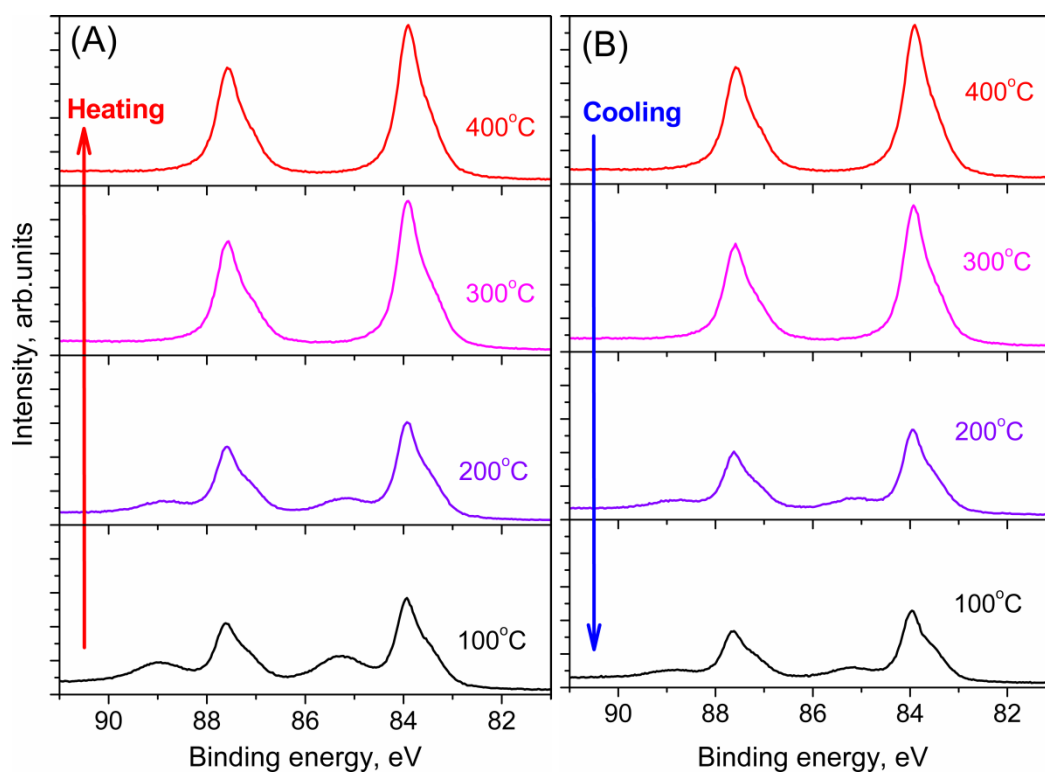 (A)
Heating
400°C
300°C
200°C
100°C
90 88 86 84 82
Binding energy, eV
Intensity, arb.units
(B)
Cooling
400°C
300°C
200°C
100°C
90 88 86 84 82
Binding energy, eV